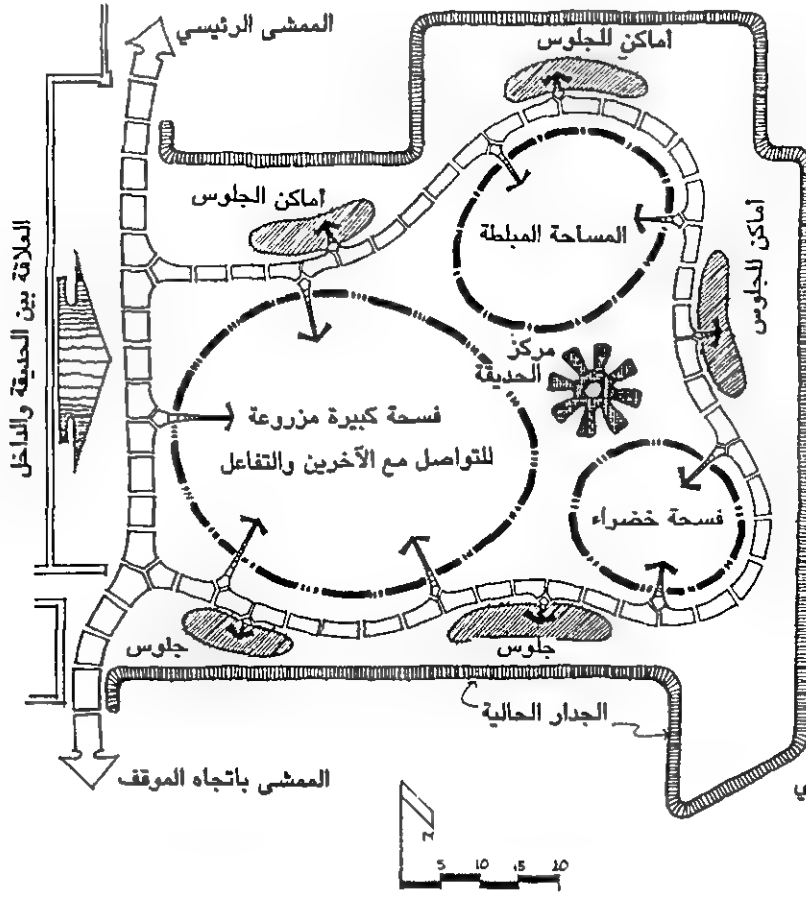 الممشى الرئيسي
أماكن للجلوس
أماكن الجلوس
المساحة المبلطة
أماكن للجلوس
العلاقة بين الحديقة والداخل
مركز
الحديقة
فسحة كبيرة مزروعة
للتواصل مع الآخرين والتفاعل
فسحة خضراء
جلوس
جلوس
الجدار الحالية
الممشى باتجاه الموقف
5 10 15 20